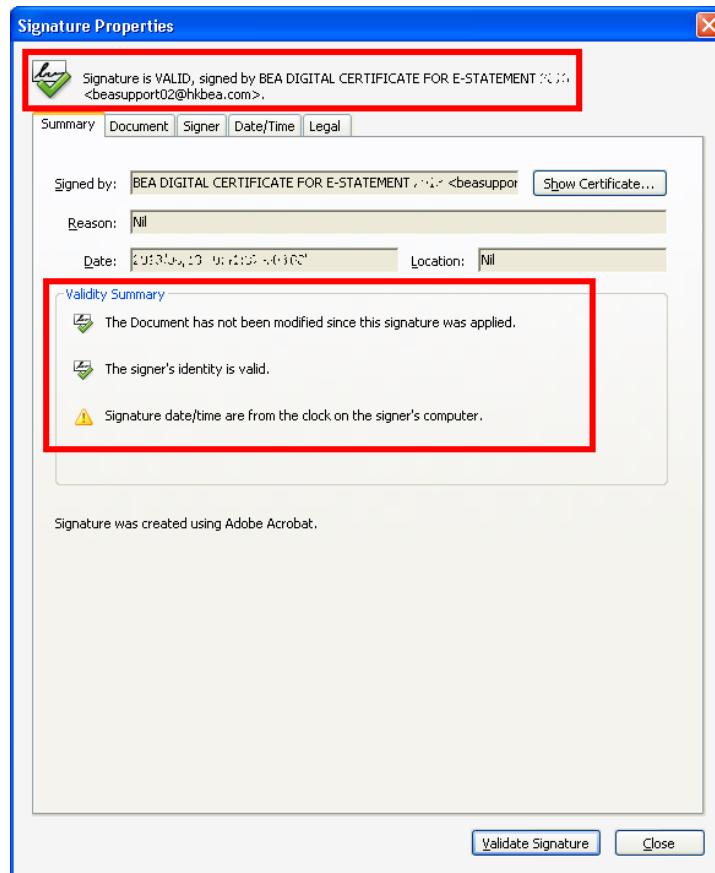 Signature Properties
Signature is VALID, signed by BEA DIGITAL CERTIFICATE FOR E-STATEMENT
<beasupport02@hkbea.com>.
Summary Document Signer Date/Time Legal
Signed by: BEA DIGITAL CERTIFICATE FOR E-STATEMENT <beasuppor Show Certificate...
Reason: Nil
Date: Location: Nil
Validity Summary
The Document has not been modified since this signature was applied.
The signer's identity is valid.
Signature date/time are from the clock on the signer's computer.
Signature was created using Adobe Acrobat.
Validate Signature Close